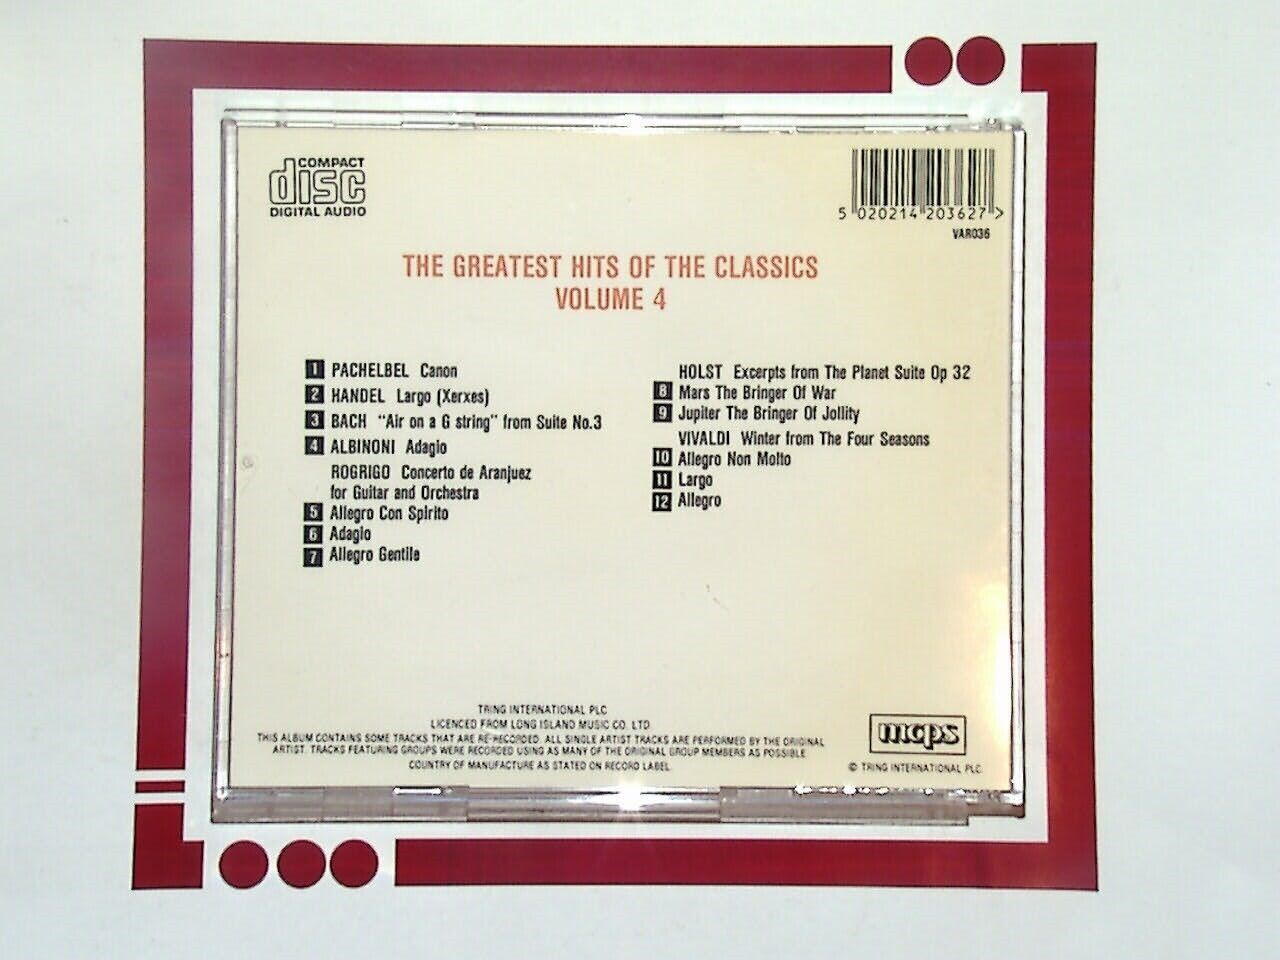 COMPACT
disc
DIGITAL AUDIO
5 020214 203627 >
VAR036
THE GREATEST HITS OF THE CLASSICS
VOLUME 4
1 PACHELBEL Canon
2 HANDEL Largo (Xerxes)
3 BACH "Air on a G string" from Suite No.3
4 ALBINONI Adagio
ROGRIGO Concerto de Aranjuez
for Guitar and Orchestra
5 Allegro Con Spirito
6 Adagio
7 Allegro Gentile
HOLST Excerpts from The Planet Suite Op 32
8 Mars The Bringer Of War
9 Jupiter The Bringer Of Jollity
VIVALDI Winter from The Four Seasons
10 Allegro Non Molto
11 Largo
12 Allegro
TRING INTERNATIONAL PLC
LICENCED FROM LONG ISLAND MUSIC CO. LTD.
THIS ALBUM CONTAINS SOME TRACKS THAT ARE RE-RECORDED. ALL SINGLE ARTIST TRACKS ARE PERFORMED BY THE ORIGINAL
ARTIST. TRACKS FEATURING GROUPS WERE RECORDED USING AS MANY OF THE ORIGINAL GROUP MEMBERS AS POSSIBLE
COUNTRY OF MANUFACTURE AS STATED ON RECORD LABEL.
mcps
© TRING INTERNATIONAL PLC.